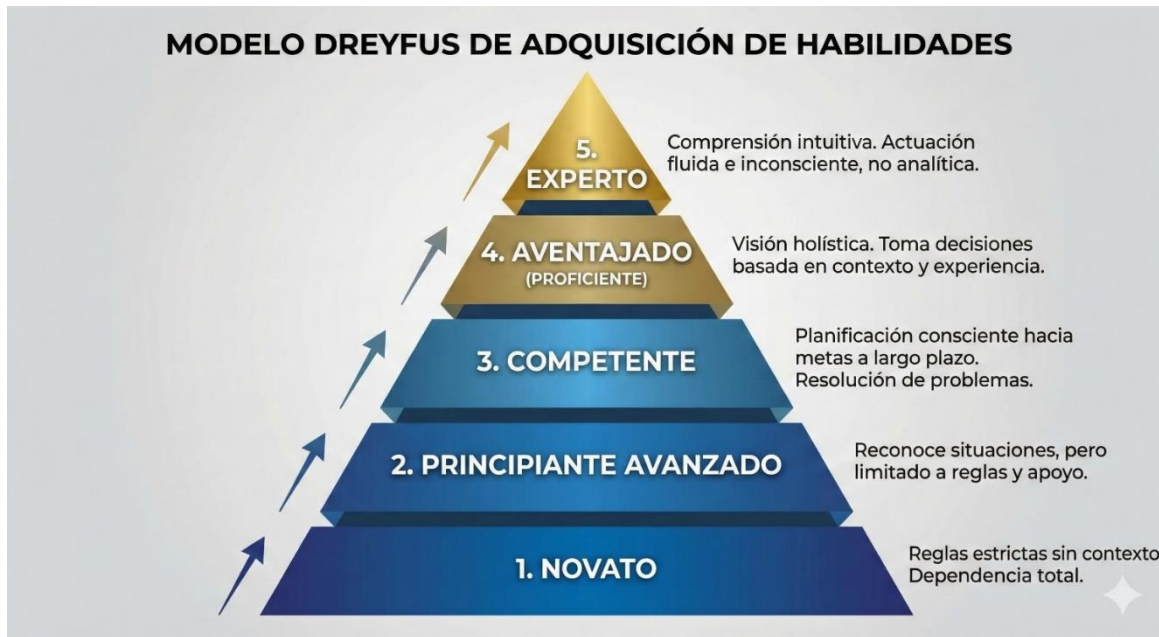 MODELO DREYFUS DE ADQUISICIÓN DE HABILIDADES
5.
EXPERTO
Comprensión intuitiva. Actuación
fluida e inconsciente, no analítica.
4. AVENTAJADO
(PROFICIENTE)
Visión holística. Toma decisiones
basada en contexto y experiencia.
3. COMPETENTE
Planificación consciente hacia
metas a largo plazo.
Resolución de problemas.
2. PRINCIPIANTE AVANZADO
Reconoce situaciones, pero
limitado a reglas y apoyo.
1. NOVATO
Reglas estrictas sin contexto
Dependencia total.